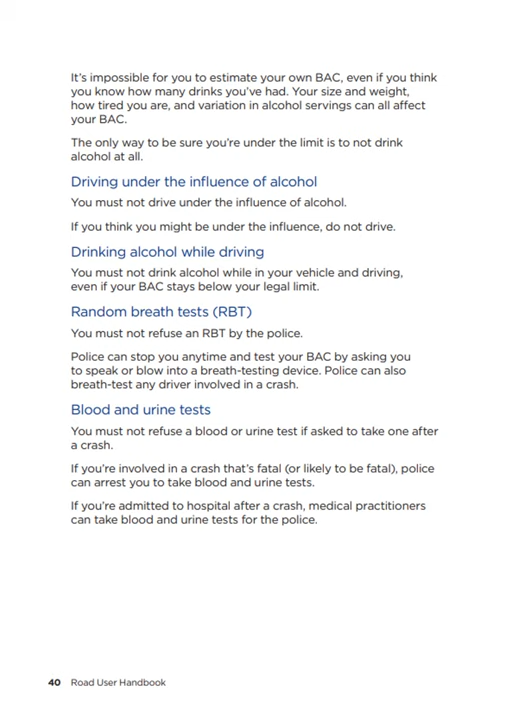 It's impossible for you to estimate your own BAC, even if you think
you know how many drinks you've had. Your size and weight,
how tired you are, and variation in alcohol servings can all affect
your BAC.
The only way to be sure you're under the limit is to not drink
alcohol at all.
Driving under the influence of alcohol
You must not drive under the influence of alcohol.
If you think you might be under the influence, do not drive.
Drinking alcohol while driving
You must not drink alcohol while in your vehicle and driving,
even if your BAC stays below your legal limit.
Random breath tests (RBT)
You must not refuse an RBT by the police.
Police can stop you anytime and test your BAC by asking you
to speak or blow into a breath-testing device. Police can also
breath-test any driver involved in a crash.
Blood and urine tests
You must not refuse a blood or urine test if asked to take one after
a crash.
If you're involved in a crash that's fatal (or likely to be fatal), police
can arrest you to take blood and urine tests.
If you're admitted to hospital after a crash, medical practitioners
can take blood and urine tests for the police.
40 Road User Handbook